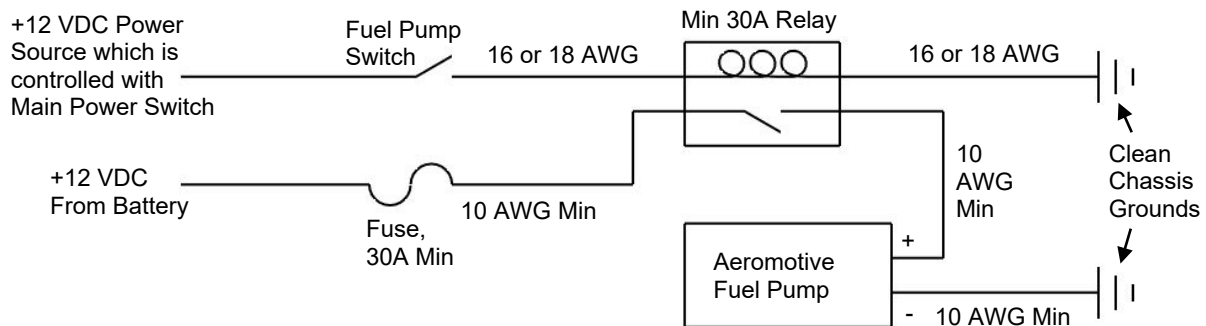 +12 VDC Power
Source which is
controlled with
Main Power Switch
Fuel Pump
Switch
16 or 18 AWG
Min 30A Relay
16 or 18 AWG
+12 VDC
From Battery
Fuse,
30A Min
10 AWG Min
10
AWG
Min
Clean
Chassis
Grounds
Aeromotive
Fuel Pump
+
-
10 AWG Min